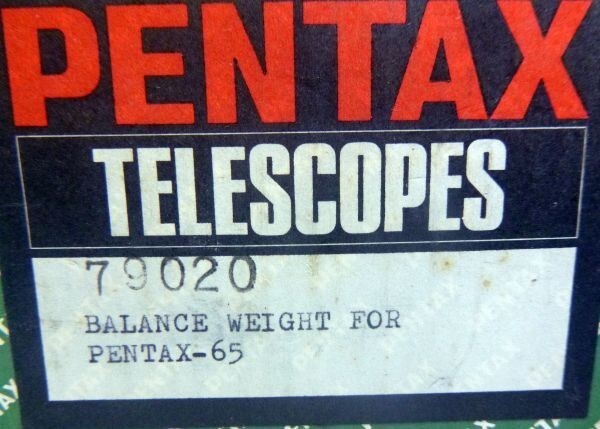 PENTAX
TELESCOPES
79020
BALANCE WEIGHT FOR
PENTAX-65